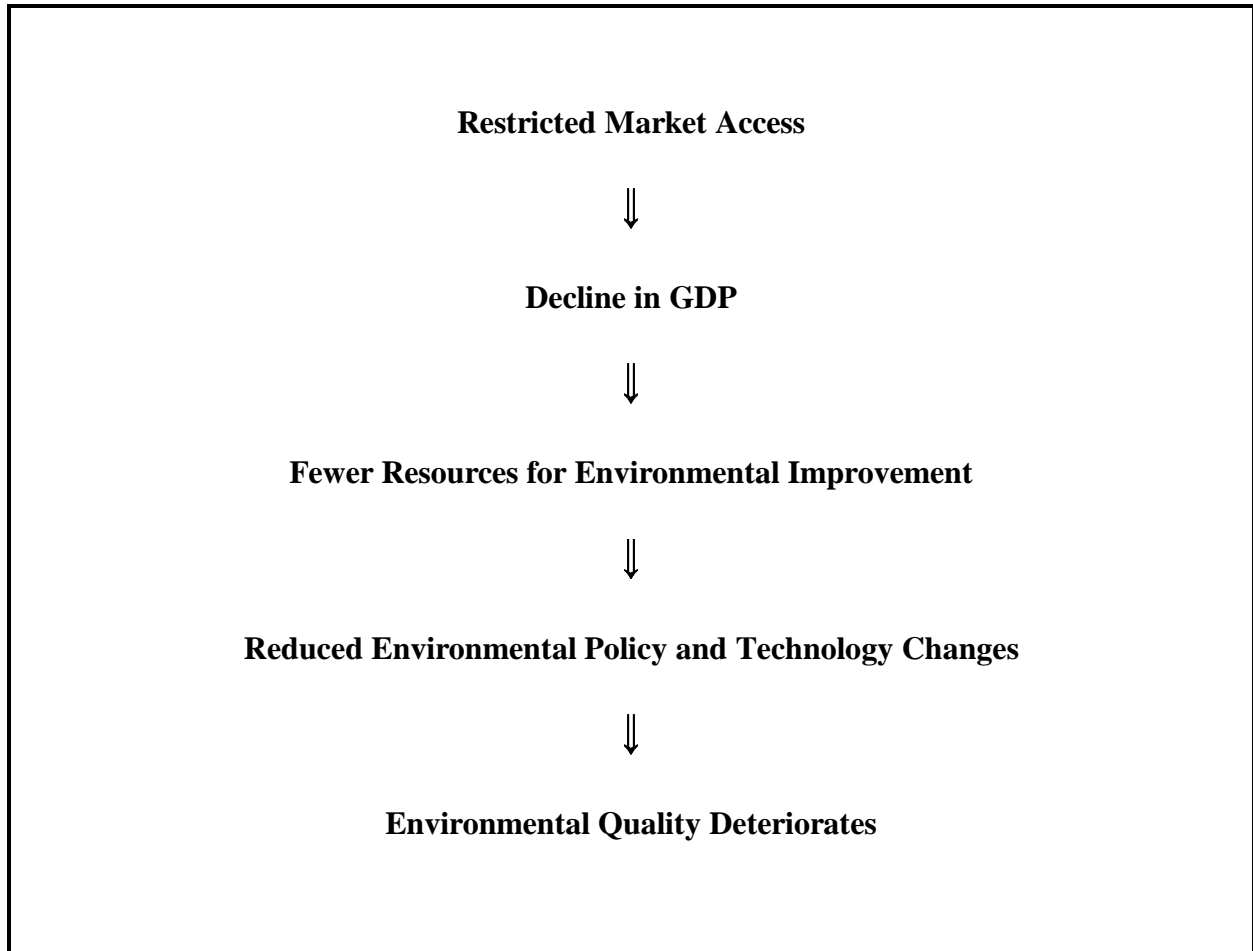 Restricted Market Access
⇓
Decline in GDP
⇓
Fewer Resources for Environmental Improvement
⇓
Reduced Environmental Policy and Technology Changes
⇓
Environmental Quality Deteriorates